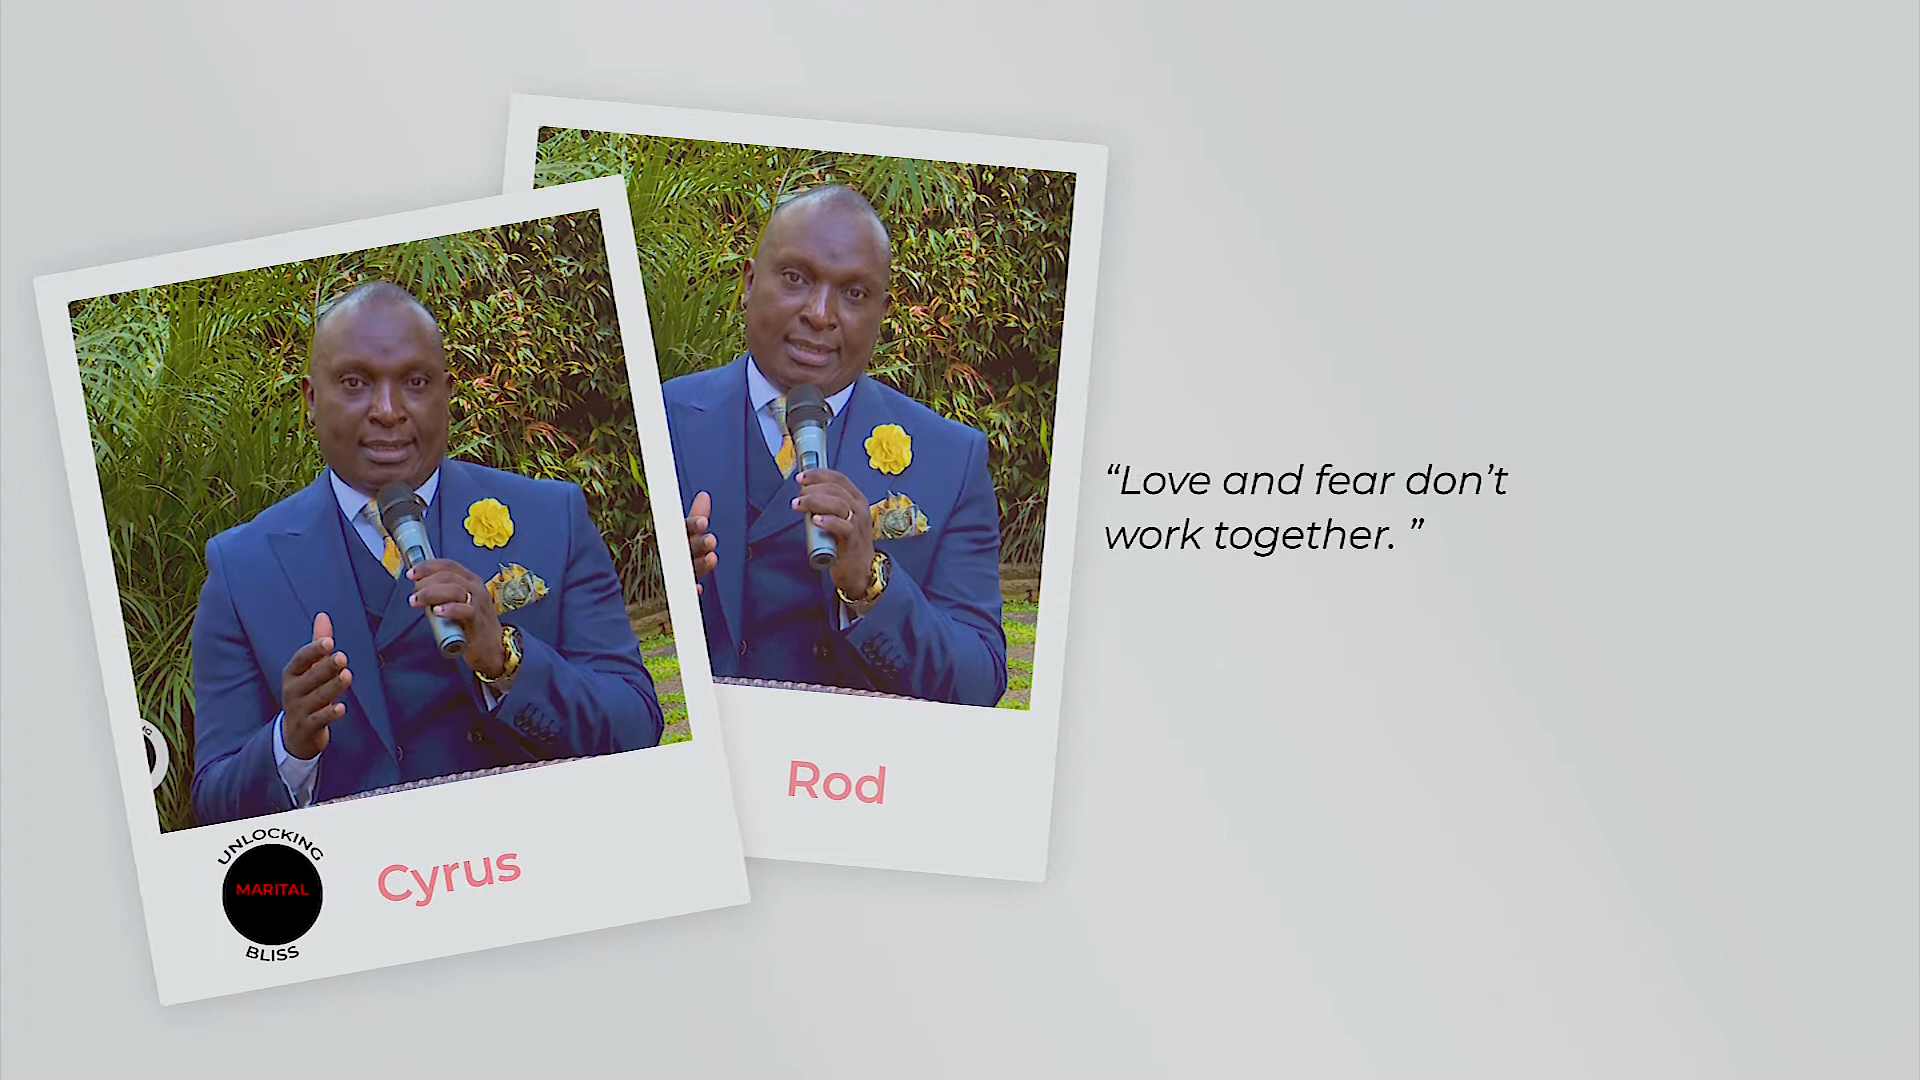 Rod
“Love and fear don’t
work together. ”
UNLOCKING
MARITAL
BLISS
Cyrus